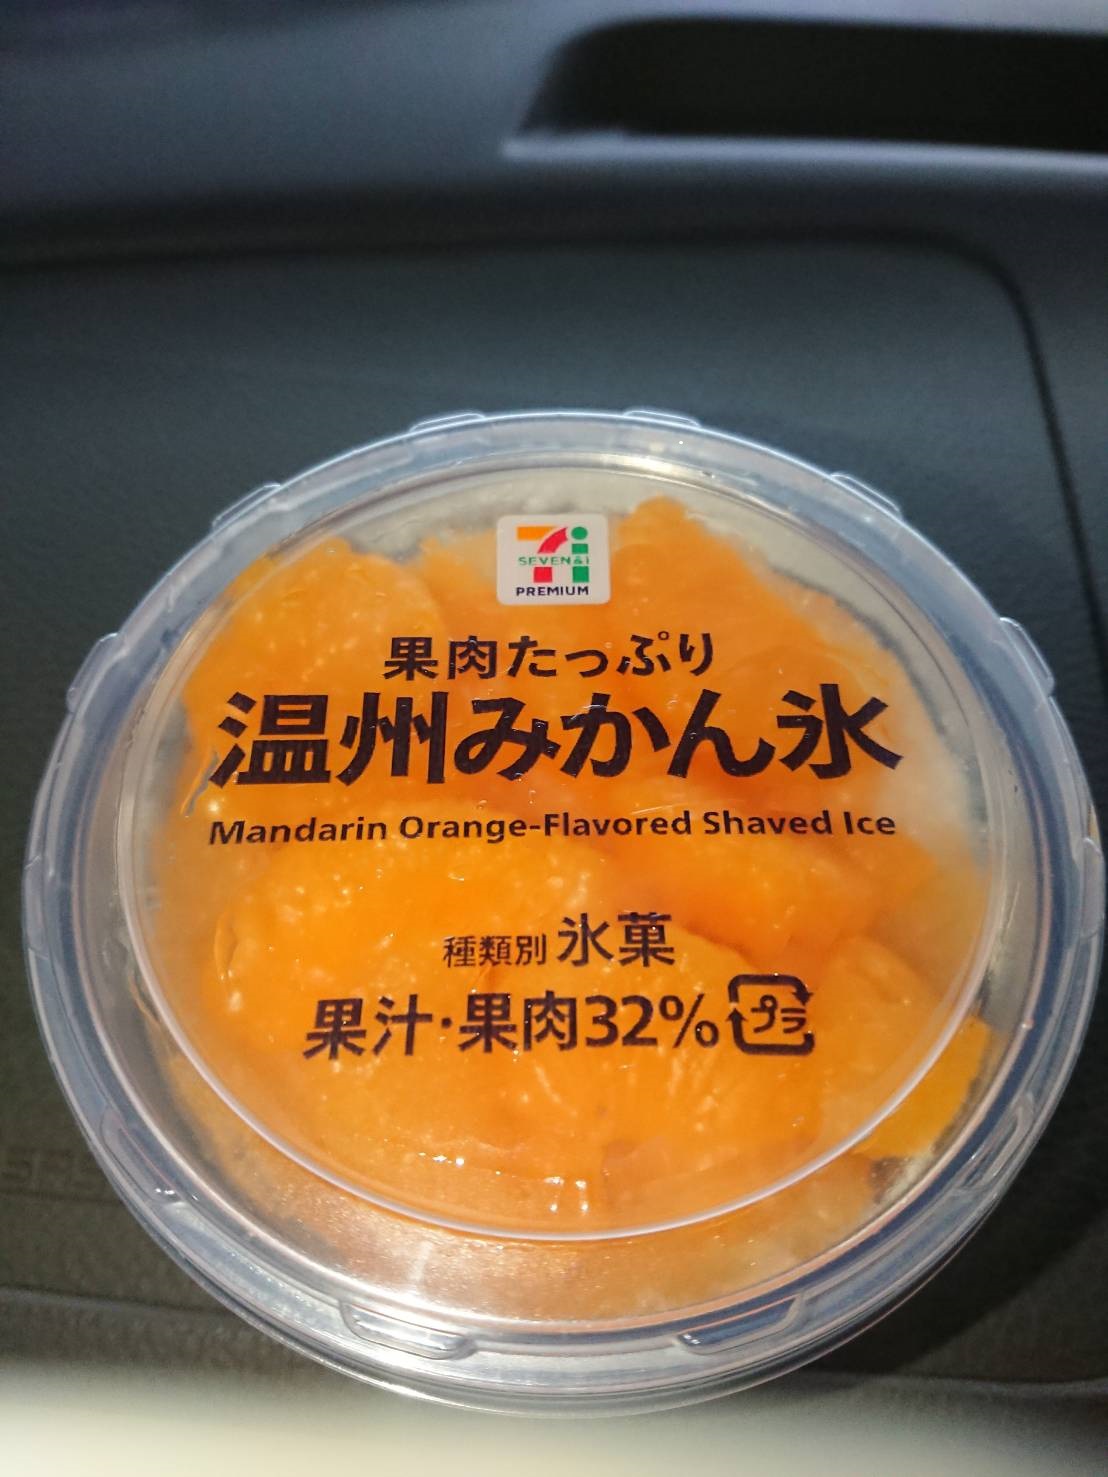 SEVEN&i
PREMIUM
果肉たっぷり
温州みかん氷
Mandarin Orange-Flavored Shaved Ice
種類別 氷菓
果汁・果肉32% プラ